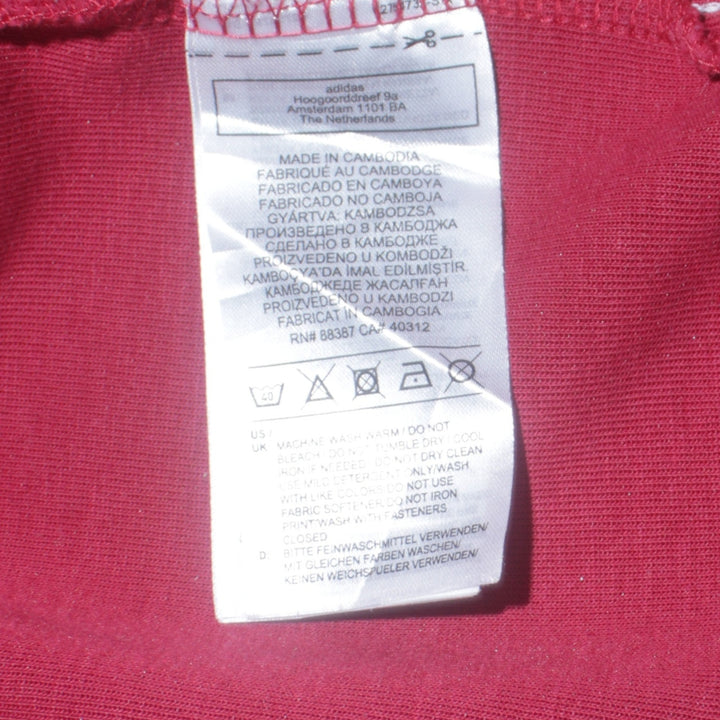 adidas
Hoogoorddreef 9a
Amsterdam 1101 BA
The Netherlands
MADE IN CAMBODIA
FABRIQUÉ AU CAMBODGE
FABRICADO EN CAMBOYA
FABRICADO NO CAMBOJA
GYÁRTVA: KAMBODZSA
ПРОИЗВЕДЕНО В КАМБОДЖА
СДЕЛАНО В КАМБОДЖЕ
PROIZVEDENO U KOMBODŽI
KAMBOÇYA'DA İMAL EDİLMİŞTİR.
КАМБОДЖЕДЕ ЖАСАЛҒАН
PROIZVEDENO U KAMBODZI
FABRICAT IN CAMBOGIA
RN# 88387 CA# 40312
40
US /
UK MACHINE WASH WARM / DO NOT
BLEACH / DO NOT TUMBLE DRY / COOL
IRON IF NEEDED / DO NOT DRY CLEAN
USE MILD DETERGENT ONLY/WASH
WITH LIKE COLORS/DO NOT USE
FABRIC SOFTENER/DO NOT IRON
PRINT/WASH WITH FASTENERS
CLOSED
D: BITTE FEINWASCHMITTEL VERWENDEN/
MIT GLEICHEN FARBEN WASCHEN/
KEINEN WEICHSPUELER VERWENDEN/